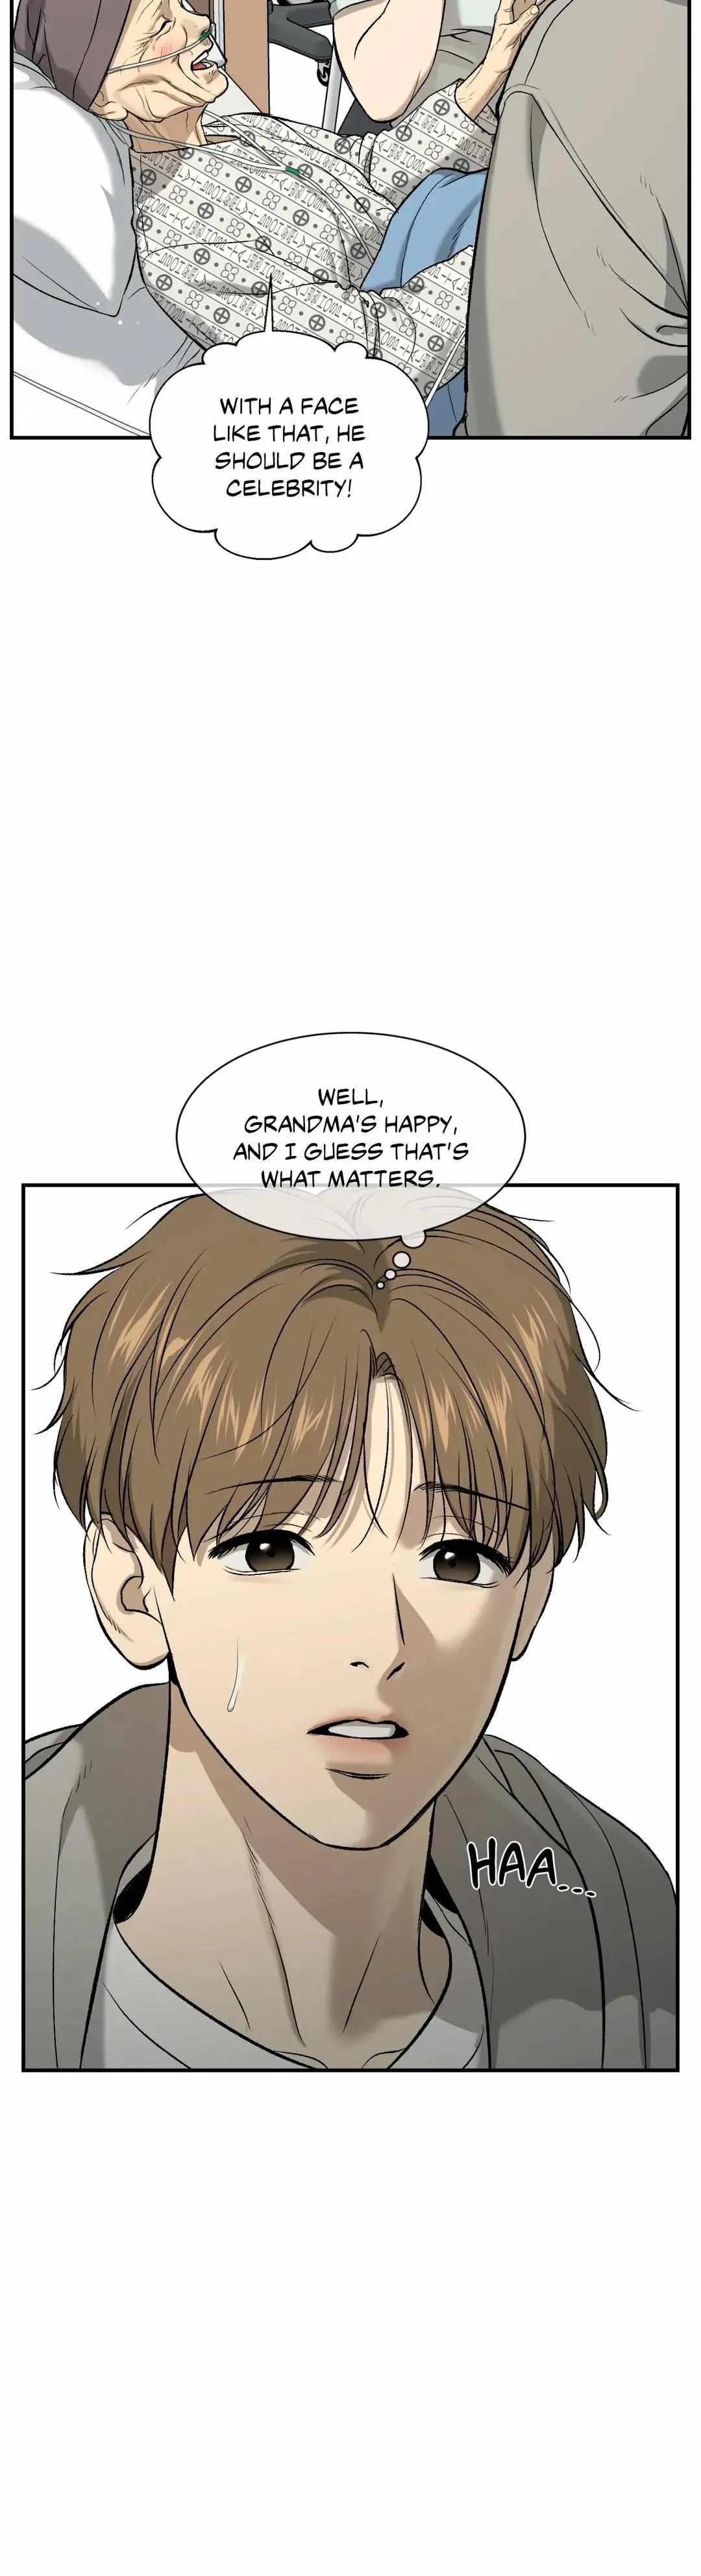 WITH A FACE
LIKE THAT, HE
SHOULD BE A
CELEBRITY!
WELL,
GRANDMA'S HAPPY,
AND I GUESS THAT'S
WHAT MATTERS.
HAA...